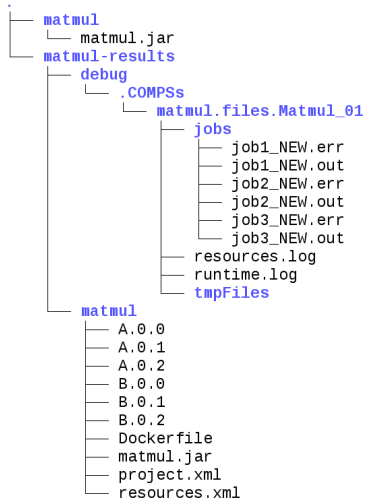 .
matmul
matmul.jar
matmul-results
debug
.COMPSs
matmul.files.Matmul_01
jobs
job1_NEW.err
job1_NEW.out
job2_NEW.err
job2_NEW.out
job3_NEW.err
job3_NEW.out
resources.log
runtime.log
tmpFiles
matmul
A.0.0
A.0.1
A.0.2
B.0.0
B.0.1
B.0.2
Dockerfile
matmul.jar
project.xml
resources.xml